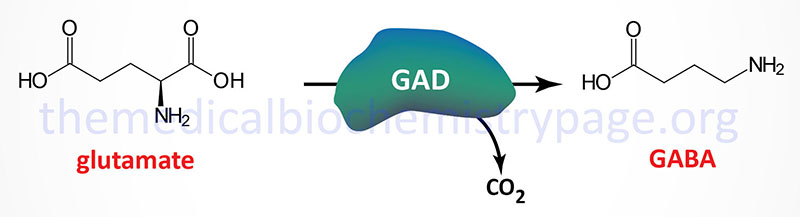 O O
HO OH
NH2
glutamate
GAD
CO2
O
HO NH2
GABA
themedicalbiochemistrypage.org